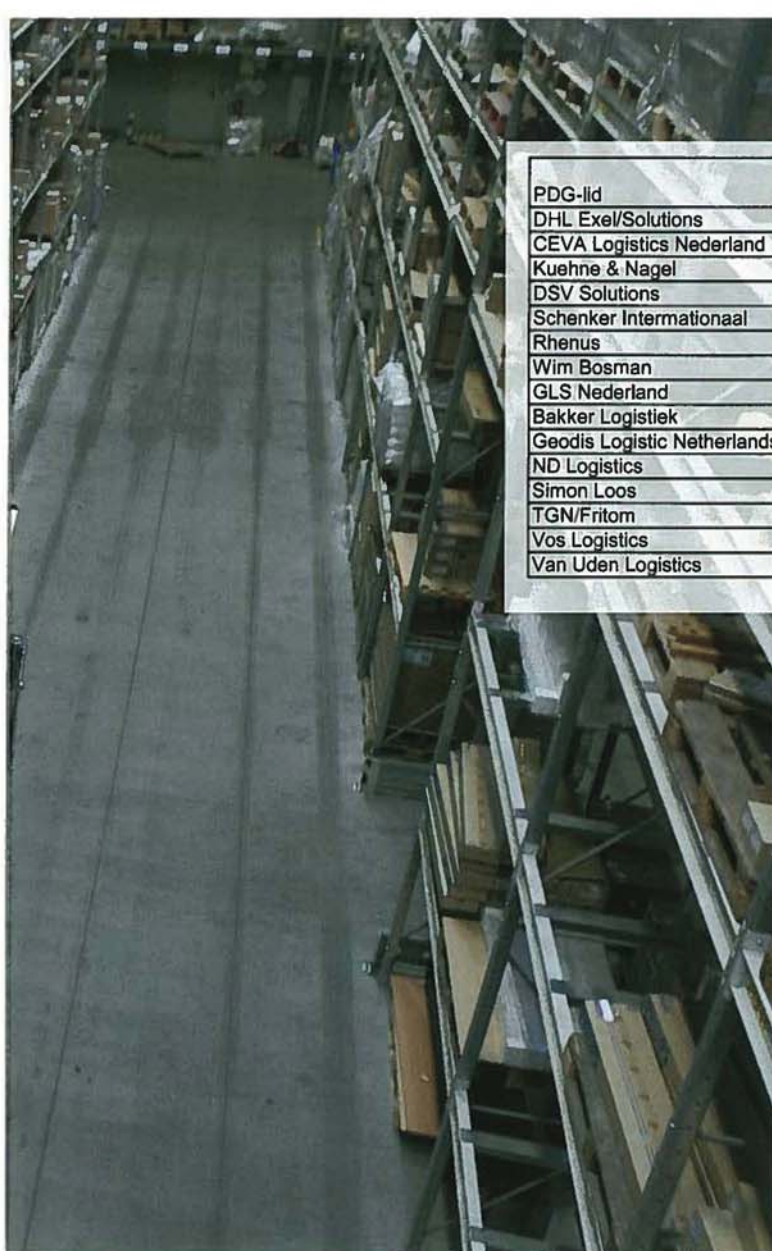 PDG-lid
DHL Exel/Solutions
CEVA Logistics Nederland
Kuehne & Nagel
DSV Solutions
Schenker Internationaal
Rhenus
Wim Bosman
GLS Nederland
Bakker Logistiek
Geodis Logistic Netherlands
ND Logistics
Simon Loos
TGN/Fritom
Vos Logistics
Van Uden Logistics